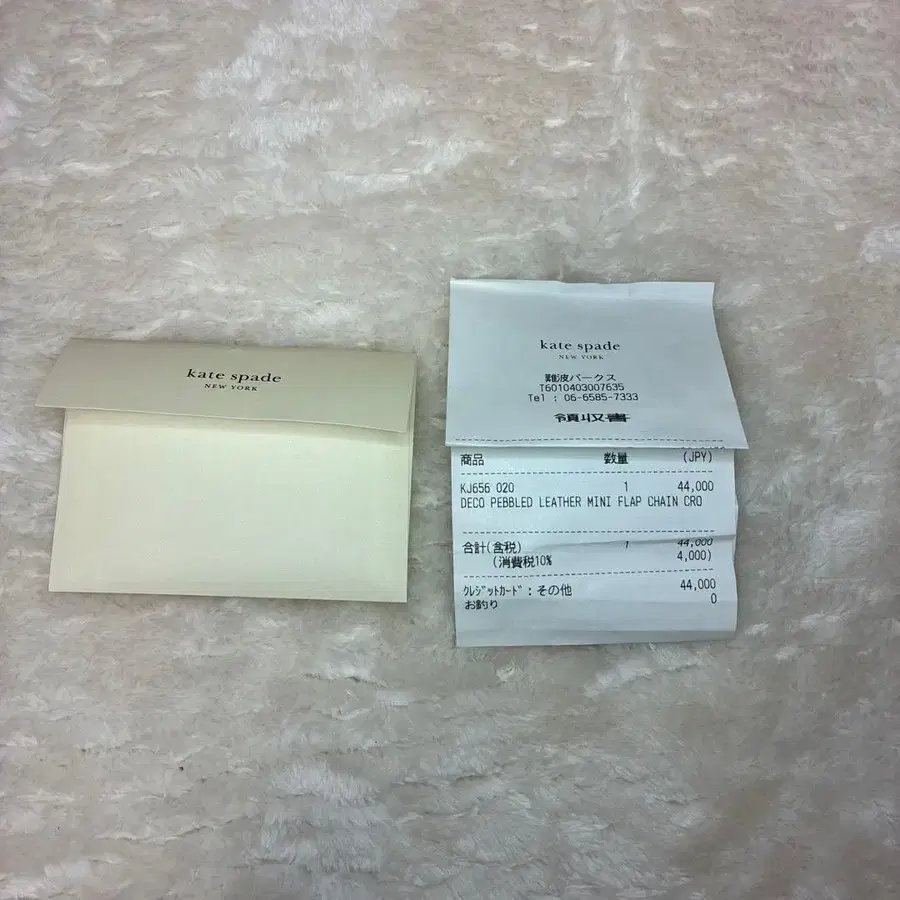 kate spade
NEW YORK
kate spade
NEW YORK
難波パークス
T6010403007635
Tel : 06-6585-7333
領収書
商品 数量 (JPY)
KJ656 020 1 44,000
DECO PEBBLED LEATHER MINI FLAP CHAIN CRO
合計(含税) 1 44,000
(消費税10% 4,000)
ｸﾚｼﾞｯﾄｶｰﾄﾞ : その他 44,000
お釣り 0